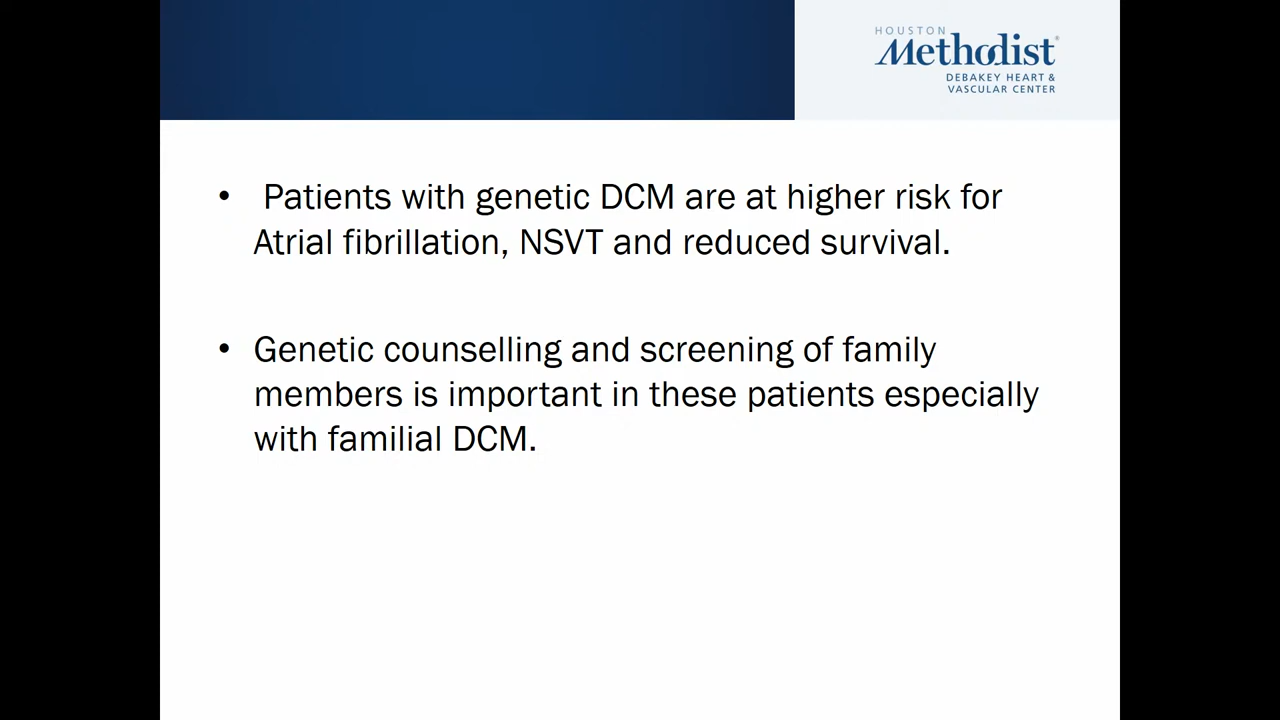 HOUSTON
Methodist®
DEBAKEY HEART &
VASCULAR CENTER
• Patients with genetic DCM are at higher risk for
Atrial fibrillation, NSVT and reduced survival.
• Genetic counselling and screening of family
members is important in these patients especially
with familial DCM.